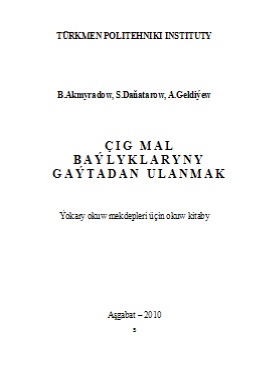 TÜRKMEN POLITEHNIKI INSTITUTY
B.Akmyradow, S.Daňatarow, A.Geldiýew
ÇIG MAL
BAÝLYKLARYNY
GAÝTADAN ULANMAK
Ýokary okuw mekdepleri üçin okuw kitaby
Aşgabat – 2010